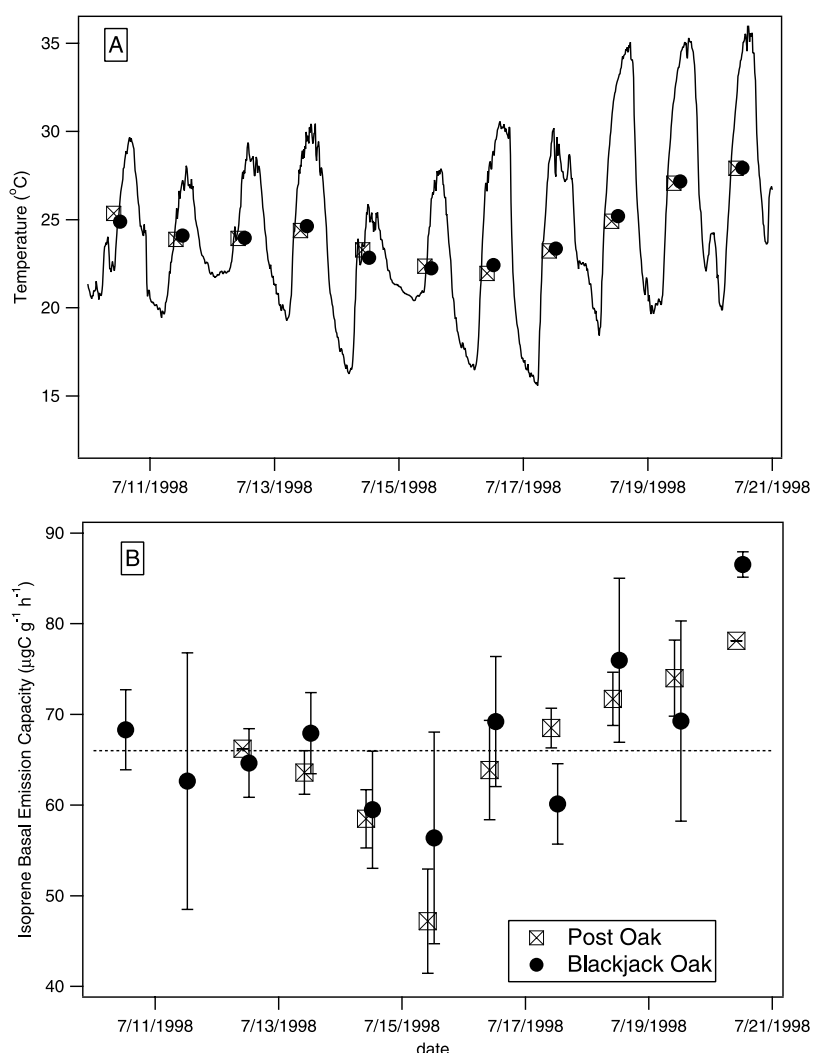 A
35
30
25
20
15
Temperature (°C)
7/11/1998 7/13/1998 7/15/1998 7/17/1998 7/19/1998 7/21/1998
B
90
80
70
60
50
40
Isoprene Basal Emission Capacity (µgC g⁻¹ h⁻¹)
Post Oak
Blackjack Oak
7/11/1998 7/13/1998 7/15/1998 7/17/1998 7/19/1998 7/21/1998
date